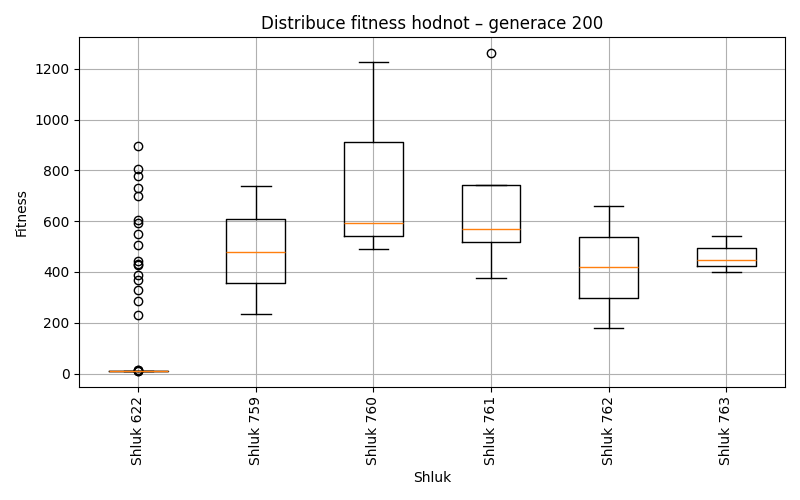 Distribuce fitness hodnot – generace 200
Fitness
1200
1000
800
600
400
200
0
Shluk 622
Shluk 759
Shluk 760
Shluk 761
Shluk 762
Shluk 763
Shluk